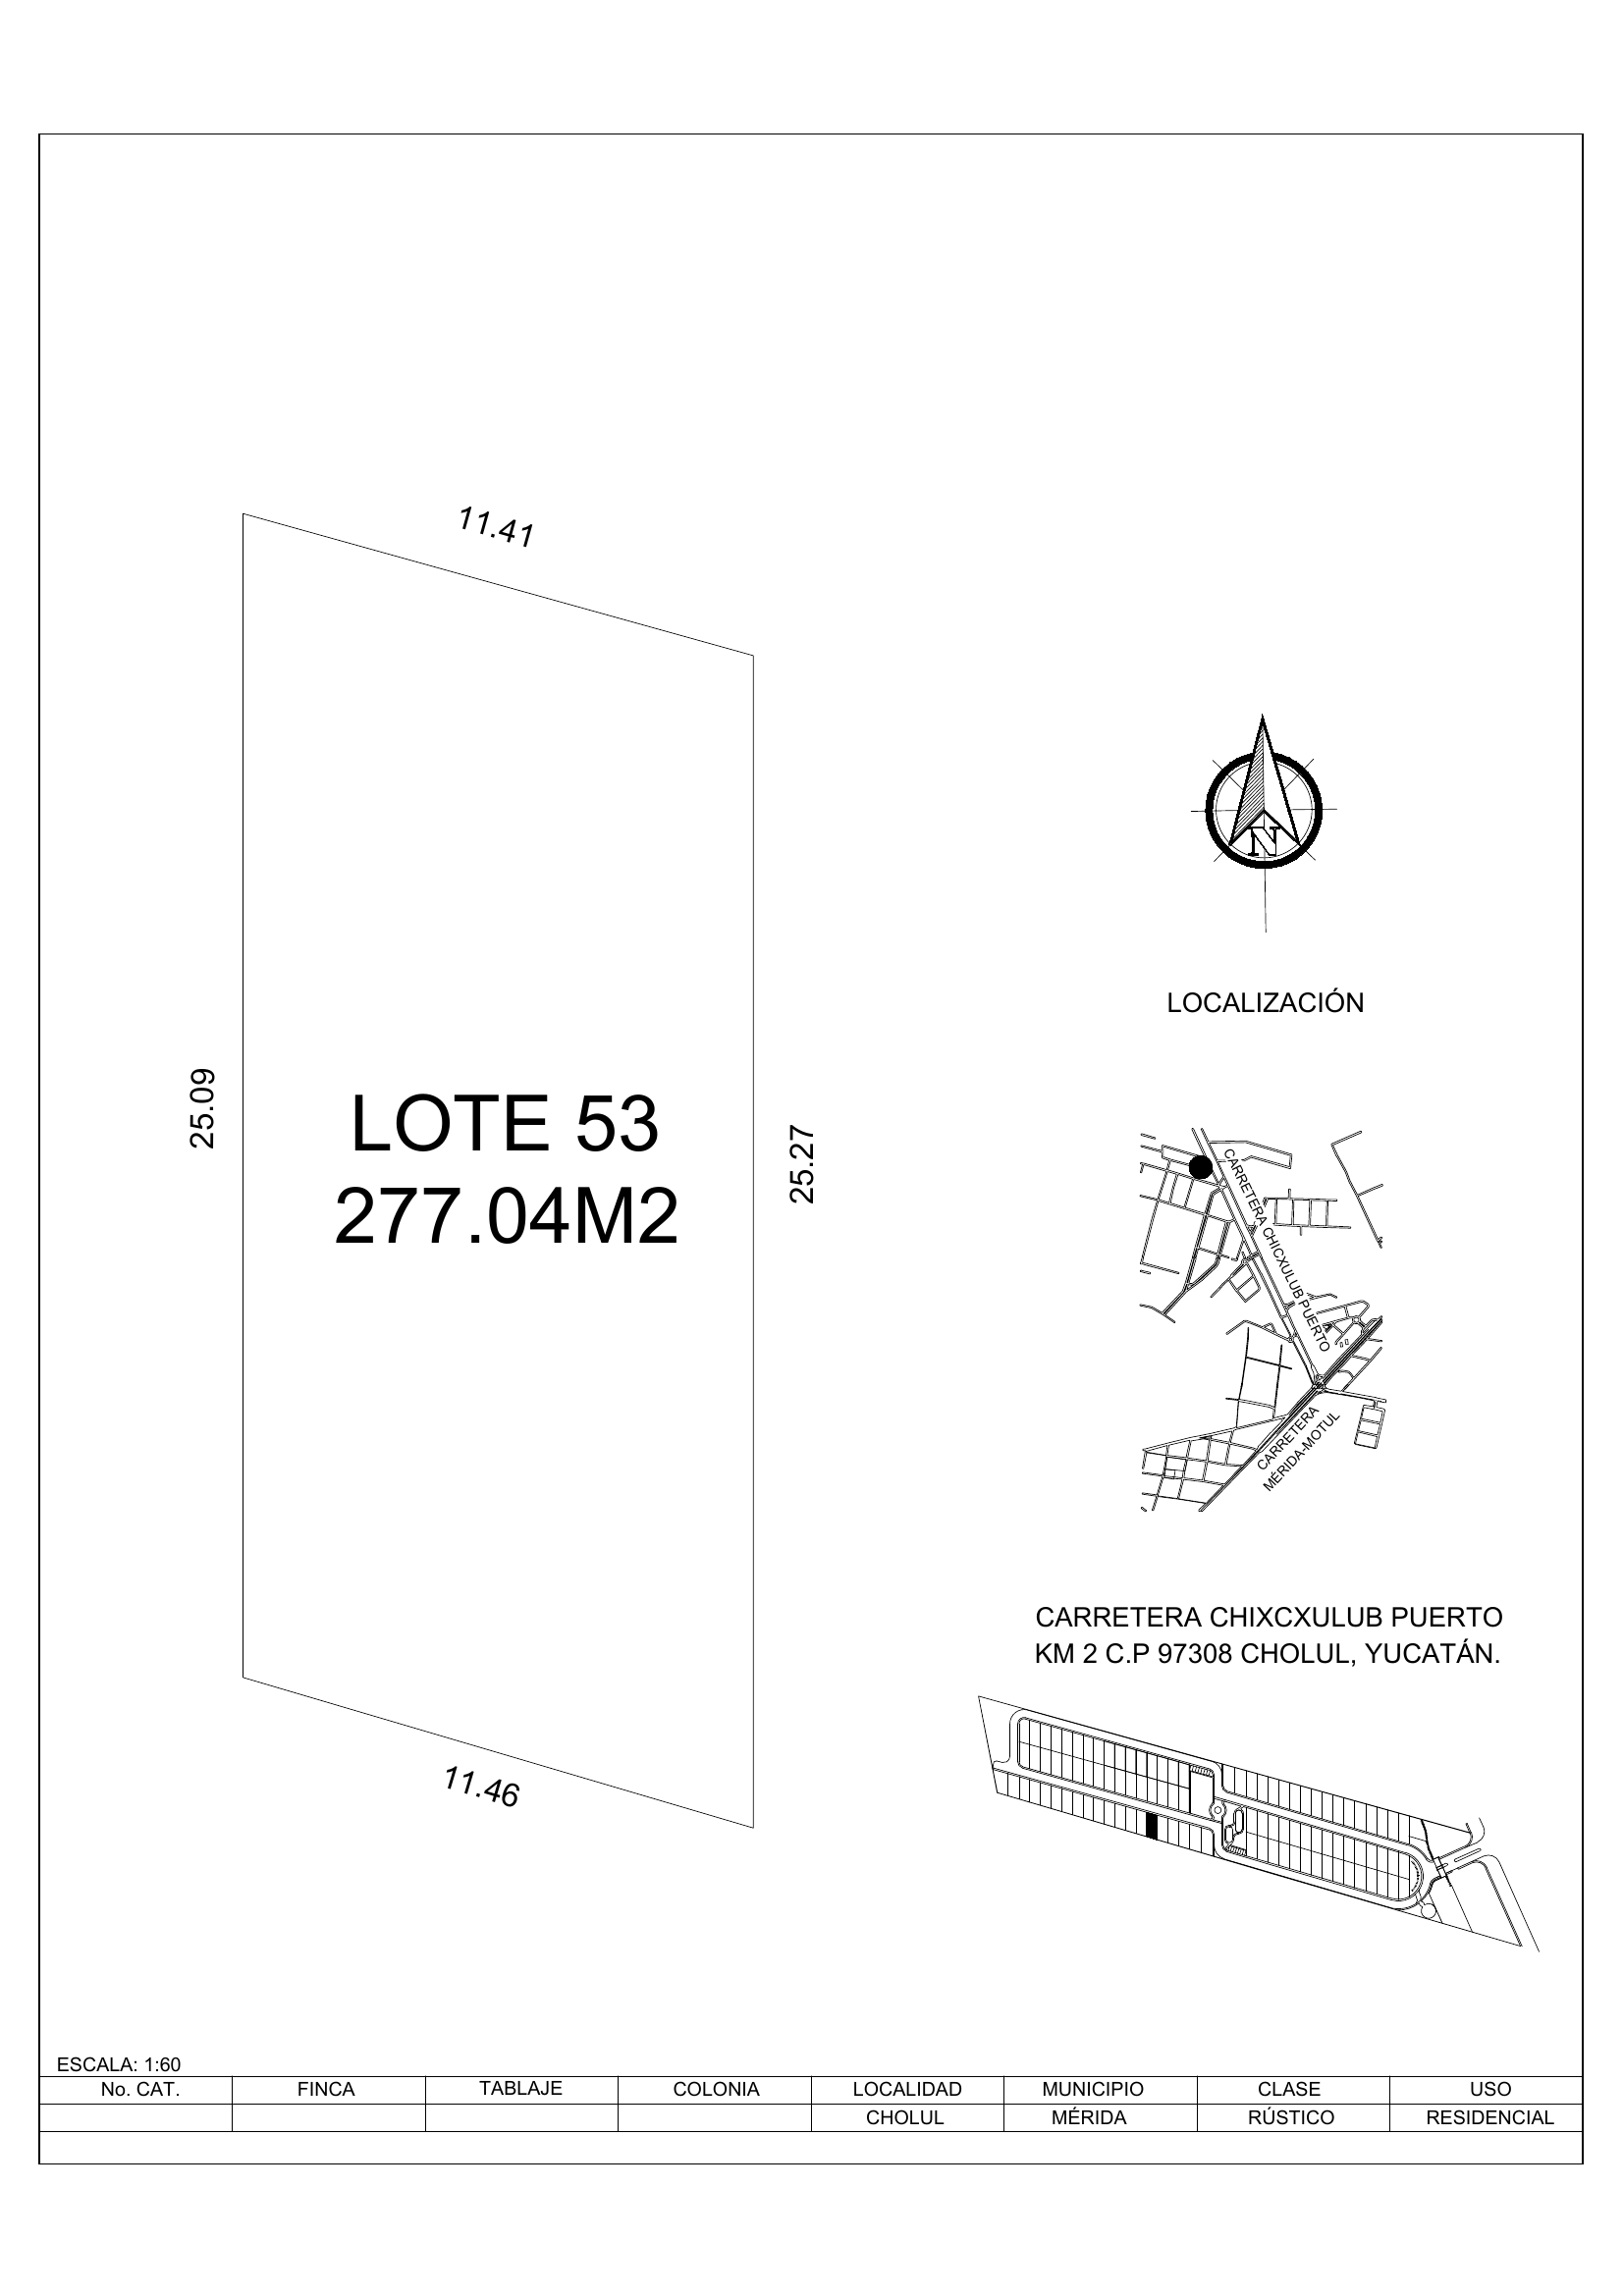 11.41
25.09
LOTE 53
277.04M2
25.27
11.46
N
LOCALIZACIÓN
CARRETERA CHICXULUB PUERTO
CARRETERA
MÉRIDA-MOTUL
CARRETERA CHIXCXULUB PUERTO
KM 2 C.P 97308 CHOLUL, YUCATÁN.
ESCALA: 1:60
No. CAT. FINCA TABLAJE COLONIA LOCALIDAD MUNICIPIO CLASE USO
CHOLUL MÉRIDA RÚSTICO RESIDENCIAL